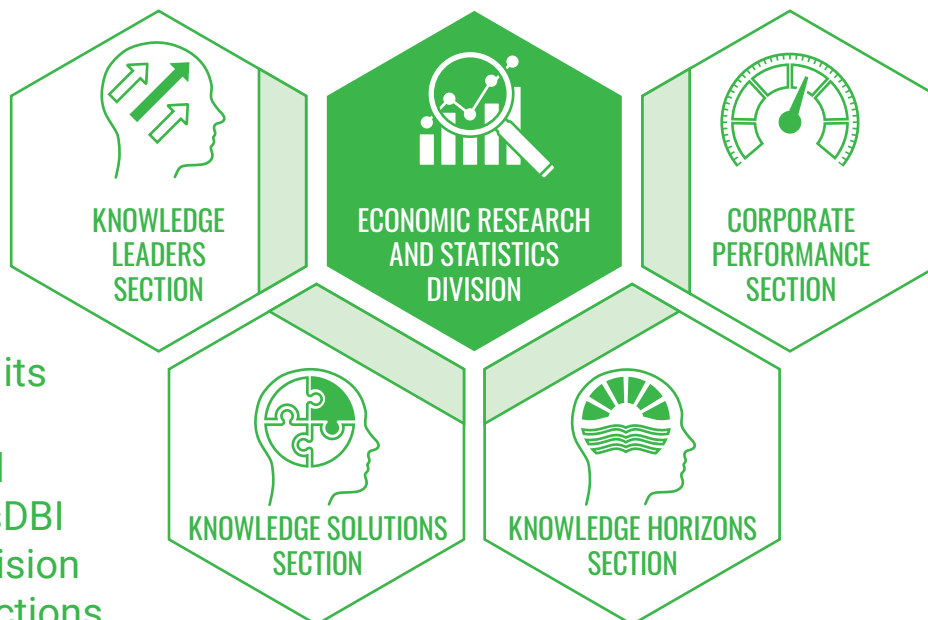 KNOWLEDGE
LEADERS
SECTION
ECONOMIC RESEARCH
AND STATISTICS
DIVISION
CORPORATE
PERFORMANCE
SECTION
its
DBI
KNOWLEDGE SOLUTIONS
SECTION
KNOWLEDGE HORIZONS
SECTION
ision
ctions